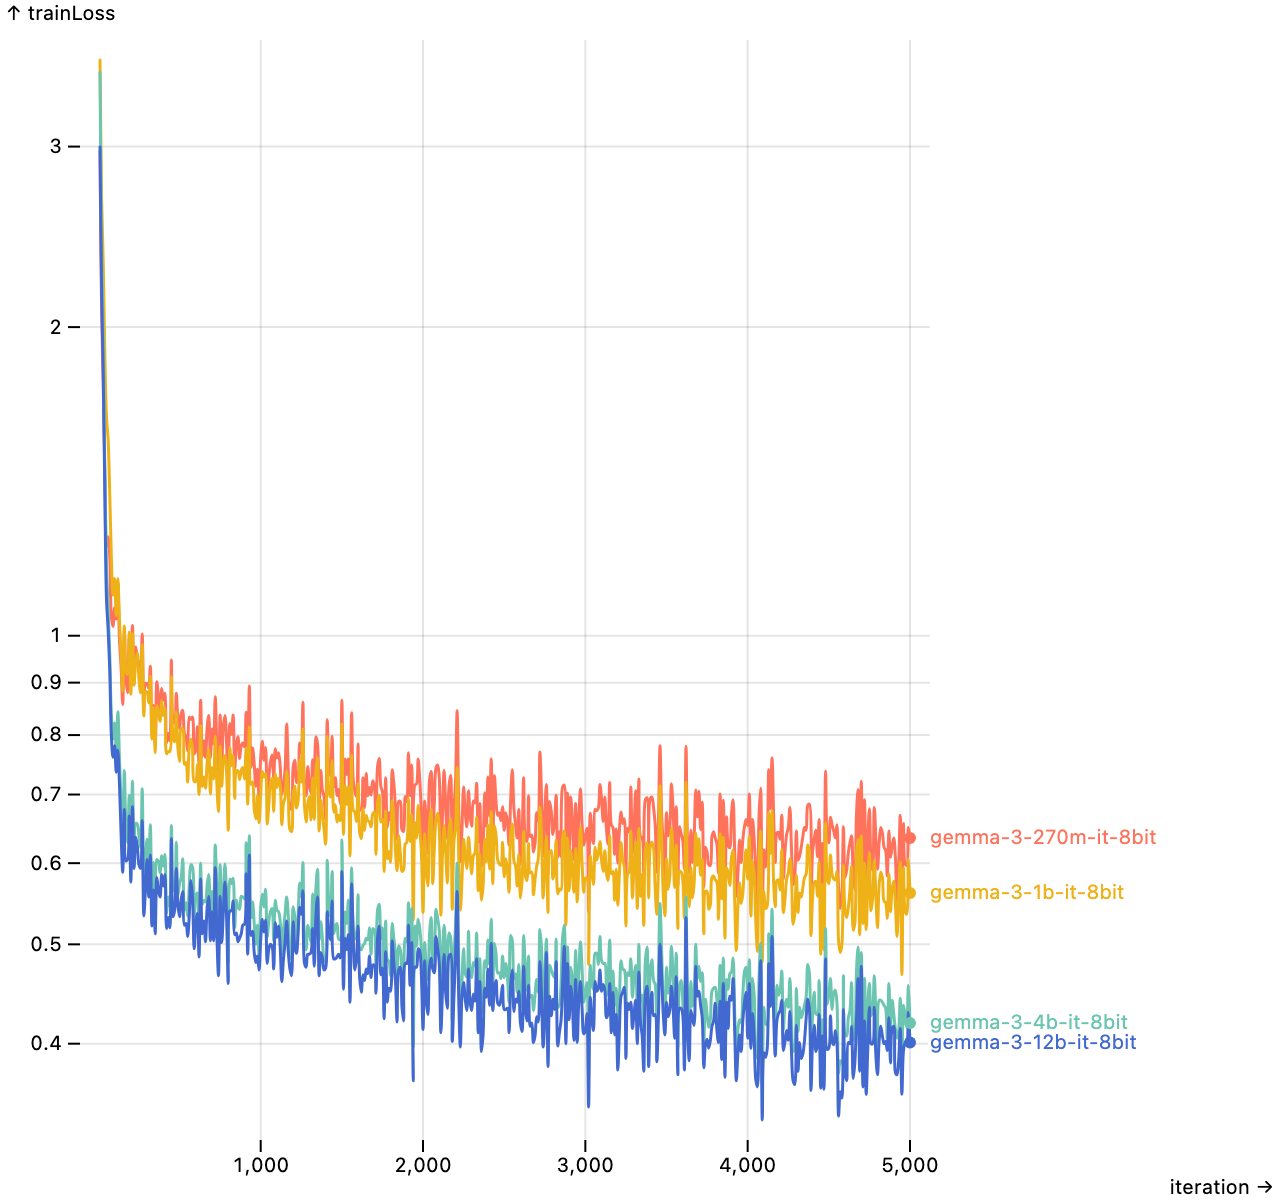 ↑ trainLoss
3
2
1
0.9
0.8
0.7
0.6
0.5
0.4
gemma-3-270m-it-8bit
gemma-3-1b-it-8bit
gemma-3-4b-it-8bit
gemma-3-12b-it-8bit
1,000
2,000
3,000
4,000
5,000
iteration →